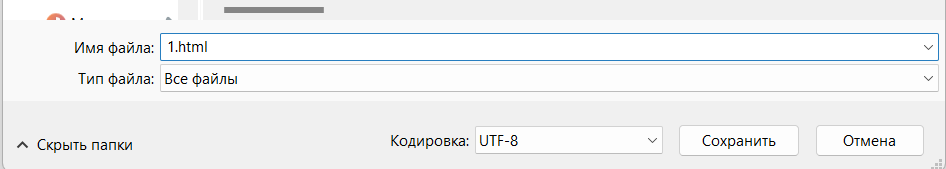 Имя файла: 1.html
Тип файла: Все файлы
Скрыть папки Кодировка: UTF-8 Сохранить Отмена